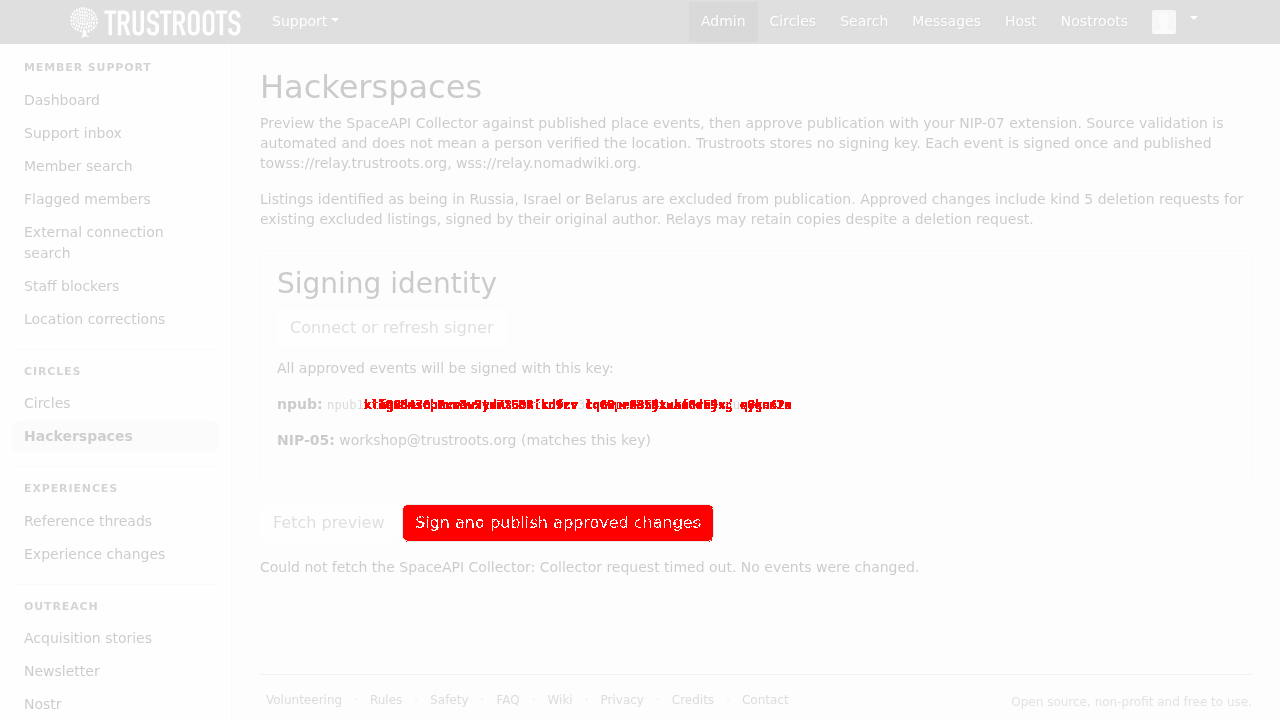 TRUSTROOTS
Support
Admin
Circles
Search
Messages
Host
Nostroots
MEMBER SUPPORT
Dashboard
Support inbox
Member search
Flagged members
External connection
search
Staff blockers
Location corrections
CIRCLES
Circles
Hackerspaces
EXPERIENCES
Reference threads
Experience changes
OUTREACH
Acquisition stories
Newsletter
Nostr
Hackerspaces
Preview the SpaceAPI Collector against published place events, then approve publication with your NIP-07 extension. Source validation is
automated and does not mean a person verified the location. Trustroots stores no signing key. Each event is signed once and published
towss://relay.trustroots.org, wss://relay.nomadwiki.org.
Listings identified as being in Russia, Israel or Belarus are excluded from publication. Approved changes include kind 5 deletion requests for
existing excluded listings, signed by their original author. Relays may retain copies despite a deletion request.
Signing identity
Connect or refresh signer
All approved events will be signed with this key:
npub:
NIP-05: workshop@trustroots.org (matches this key)
Fetch preview
Sign and publish approved changes
Could not fetch the SpaceAPI Collector: Collector request timed out. No events were changed.
Volunteering · Rules · Safety · FAQ · Wiki · Privacy · Credits · Contact
Open source, non-profit and free to use.